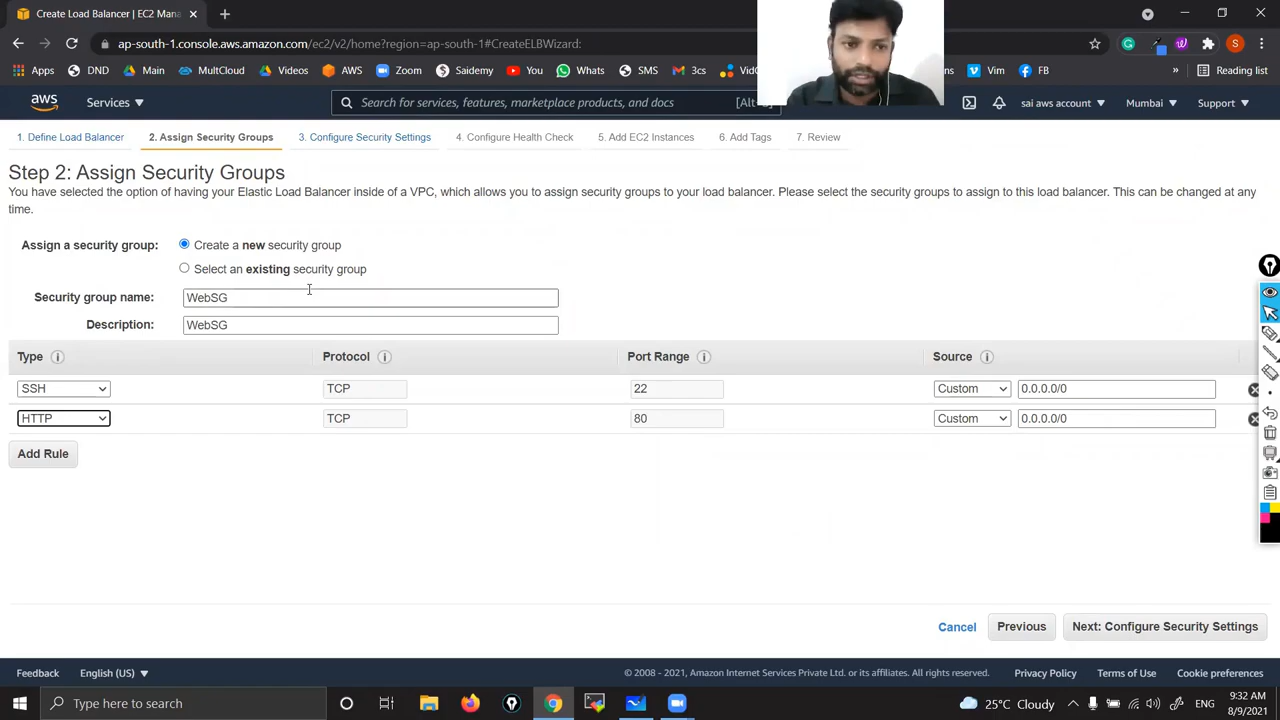 Create Load Balancer | EC2 Mana
ap-south-1.console.aws.amazon.com/ec2/v2/home?region=ap-south-1#CreateELBWizard:
S
Apps
DND
MultCloud
Videos
AWS
Zoom
Saidemy
You
Whats
SMS
3cs
Vid
Vim
FB
»
Reading list
aws
Services
Search for services, features, marketplace products, and docs
[Alt+
sai aws account
Mumbai
Support
1. Define Load Balancer
2. Assign Security Groups
3. Configure Security Settings
4. Configure Health Check
5. Add EC2 Instances
6. Add Tags
7. Review
Step 2: Assign Security Groups
You have selected the option of having your Elastic Load Balancer inside of a VPC, which allows you to assign security groups to your load balancer. Please select the security groups to assign to this load balancer. This can be changed at any
time.
Assign a security group:
Create a new security group
Select an existing security group
Security group name:
WebSG
Description:
WebSG
Type
Protocol
Port Range
Source
SSH
TCP
22
Custom
0.0.0.0/0
HTTP
TCP
80
Custom
0.0.0.0/0
Add Rule
Cancel
Previous
Next: Configure Security Settings
Feedback
English (US)
© 2008 - 2021, Amazon Internet Services Private Ltd. or its affiliates. All rights reserved.
Privacy Policy
Terms of Use
Cookie preferences
Type here to search
25°C Cloudy
ENG
9:32 AM
8/9/2021